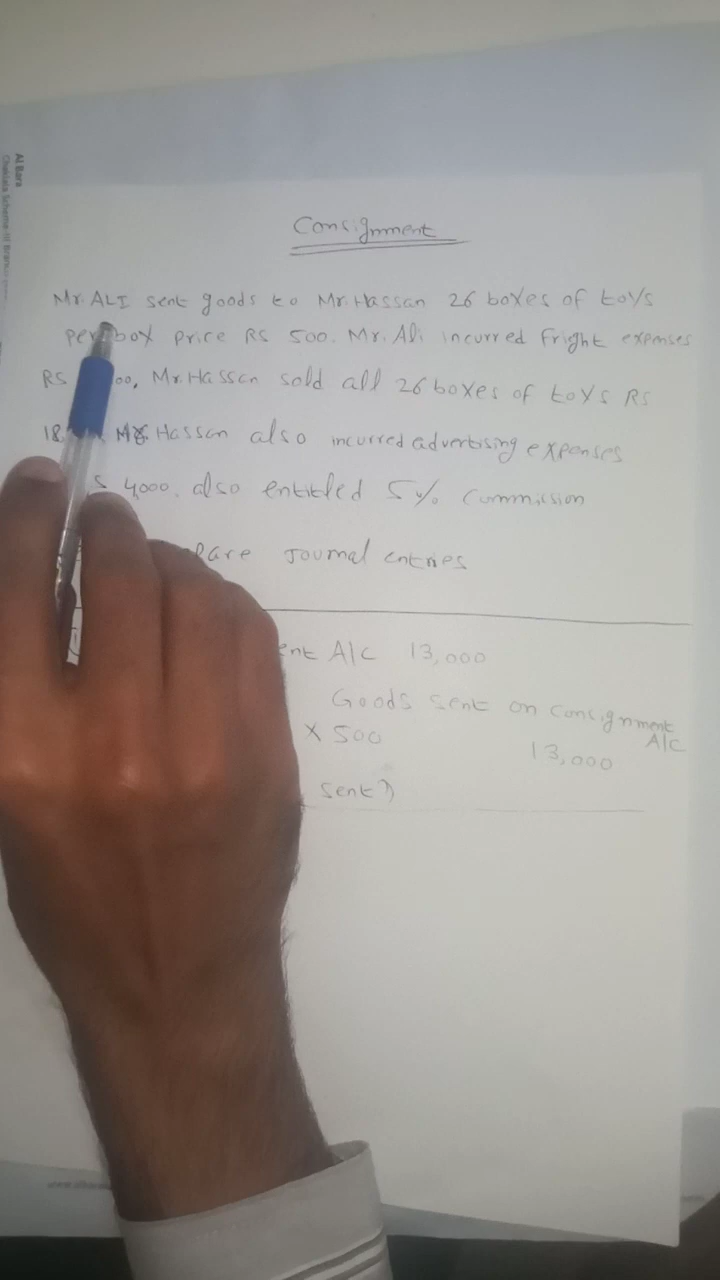 Consignment
Mr. ALI sent goods to Mr. Hassan 26 boxes of toys
per box price RS 500. Mr. Ali incurred Fright expenses
RS 00, Mr. Hassan sold all 26 boxes of toys RS
18 Mr Hassan also incurred advertising expenses
S 4,000. also entitled 5% Commission
pare Journal entries
ent A/C 13,000
Goods sent on consignment
A/C
X 500
13,000
sent)
Al Bara